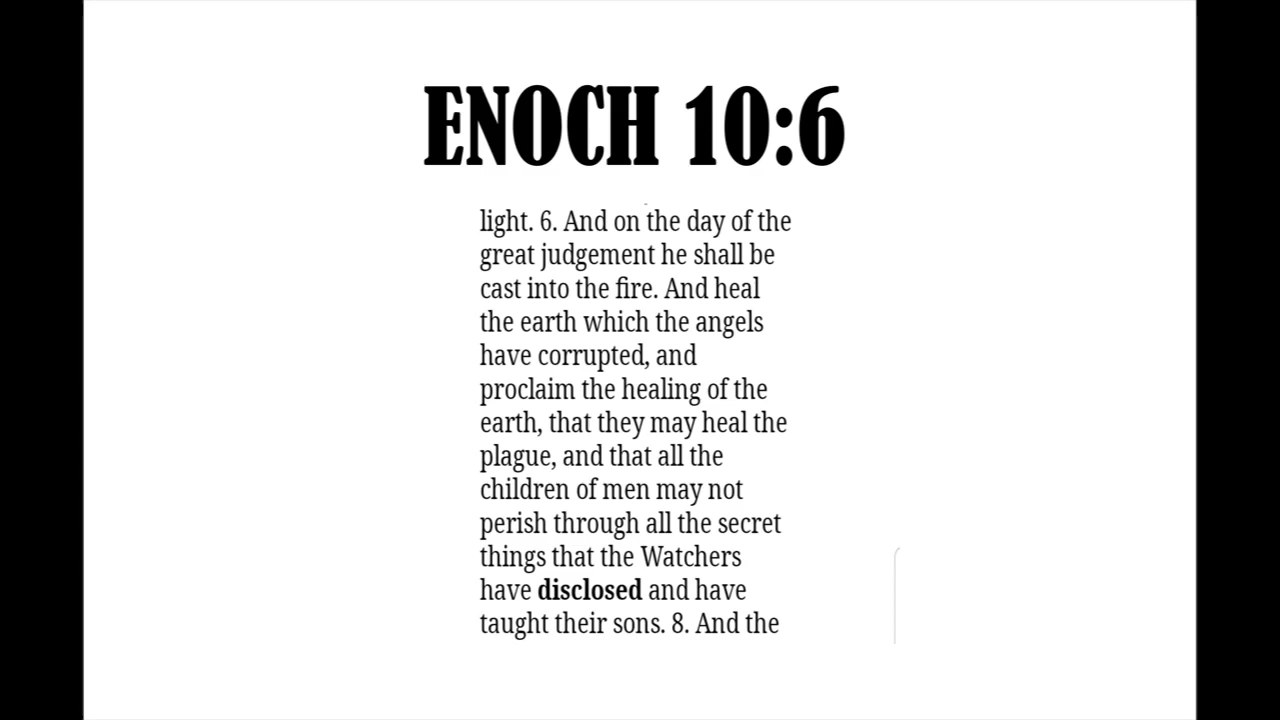 ENOCH 10:6
light. 6. And on the day of the
great judgement he shall be
cast into the fire. And heal
the earth which the angels
have corrupted, and
proclaim the healing of the
earth, that they may heal the
plague, and that all the
children of men may not
perish through all the secret
things that the Watchers
have disclosed and have
taught their sons. 8. And the